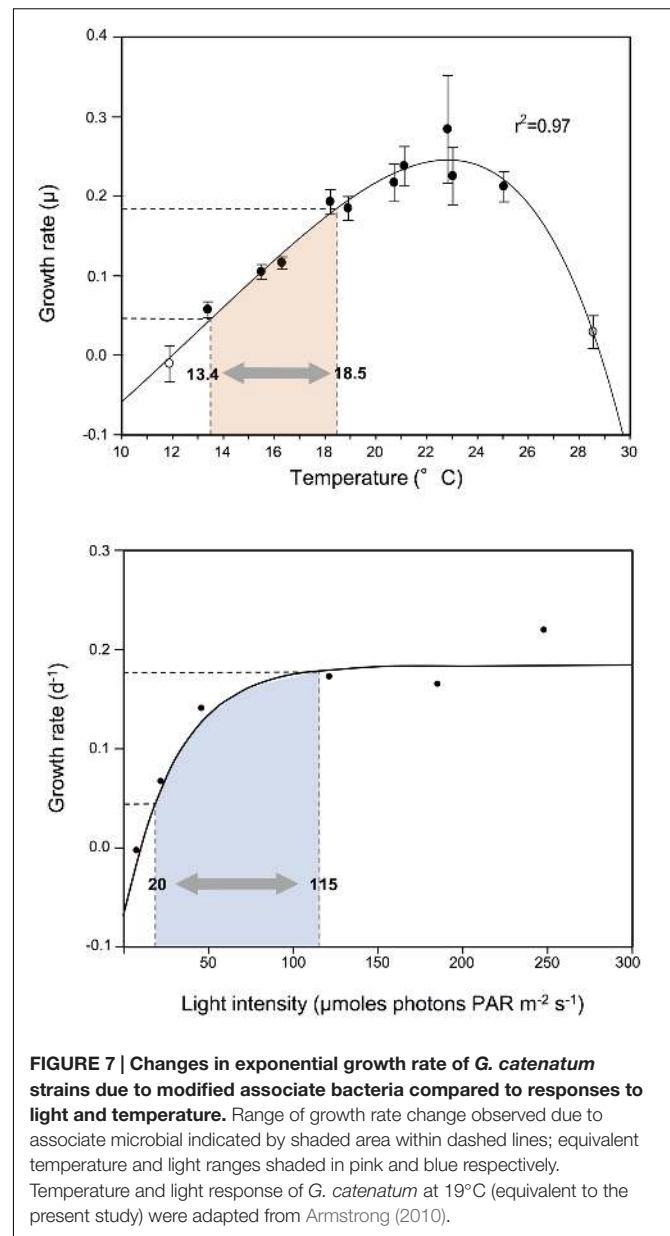 0.4
r²=0.97
0.3
0.2
Growth rate (μ)
0.1
0.0
13.4
18.5
-0.1
10 12 14 16 18 20 22 24 26 28 30
Temperature (° C)
0.3
0.2
Growth rate (d⁻¹)
0.1
0.0
20
115
-0.1
50 100 150 200 250 300
Light intensity (μmoles photons PAR m⁻² s⁻¹)
FIGURE 7 | Changes in exponential growth rate of G. catenatum
strains due to modified associate bacteria compared to responses to
light and temperature. Range of growth rate change observed due to
associate microbial indicated by shaded area within dashed lines; equivalent
temperature and light ranges shaded in pink and blue respectively.
Temperature and light response of G. catenatum at 19°C (equivalent to the
present study) were adapted from Armstrong (2010).